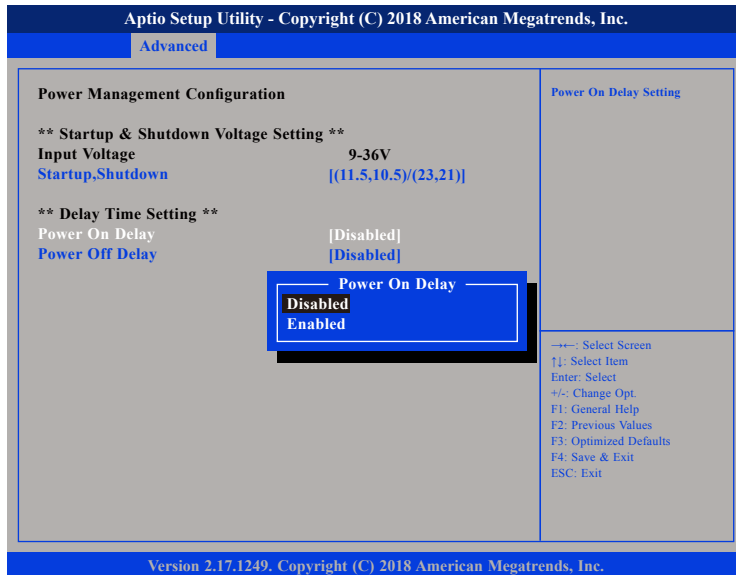 Aptio Setup Utility - Copyright (C) 2018 American Megatrends, Inc.
Advanced
Power Management Configuration
** Startup & Shutdown Voltage Setting **
Input Voltage 9-36V
Startup,Shutdown [(11.5,10.5)/(23,21)]
** Delay Time Setting **
Power On Delay [Disabled]
Power Off Delay [Disabled]
Power On Delay
Disabled
Enabled
Power On Delay Setting
→←: Select Screen
↑↓: Select Item
Enter: Select
+/-: Change Opt.
F1: General Help
F2: Previous Values
F3: Optimized Defaults
F4: Save & Exit
ESC: Exit
Version 2.17.1249. Copyright (C) 2018 American Megatrends, Inc.